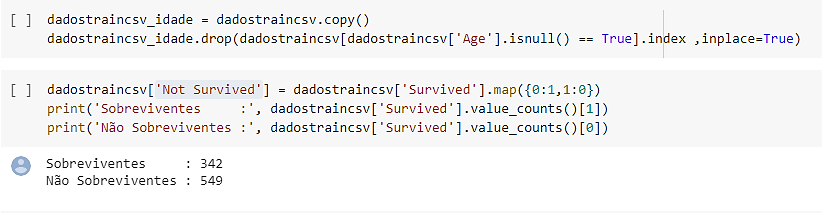 [ ] dadostraincsv_idade = dadostraincsv.copy()
dadostraincsv_idade.drop(dadostraincsv[dadostraincsv['Age'].isnull() == True].index ,inplace=True)
[ ] dadostraincsv['Not Survived'] = dadostraincsv['Survived'].map({0:1,1:0})
print('Sobreviventes     :', dadostraincsv['Survived'].value_counts()[1])
print('Não Sobreviventes :', dadostraincsv['Survived'].value_counts()[0])
Sobreviventes     : 342
Não Sobreviventes : 549